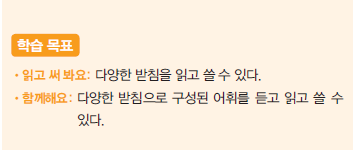 학습 목표
• 읽고 써 봐요: 다양한 받침을 읽고 쓸 수 있다.
• 함께해요: 다양한 받침으로 구성된 어휘를 듣고 읽고 쓸 수
있다.